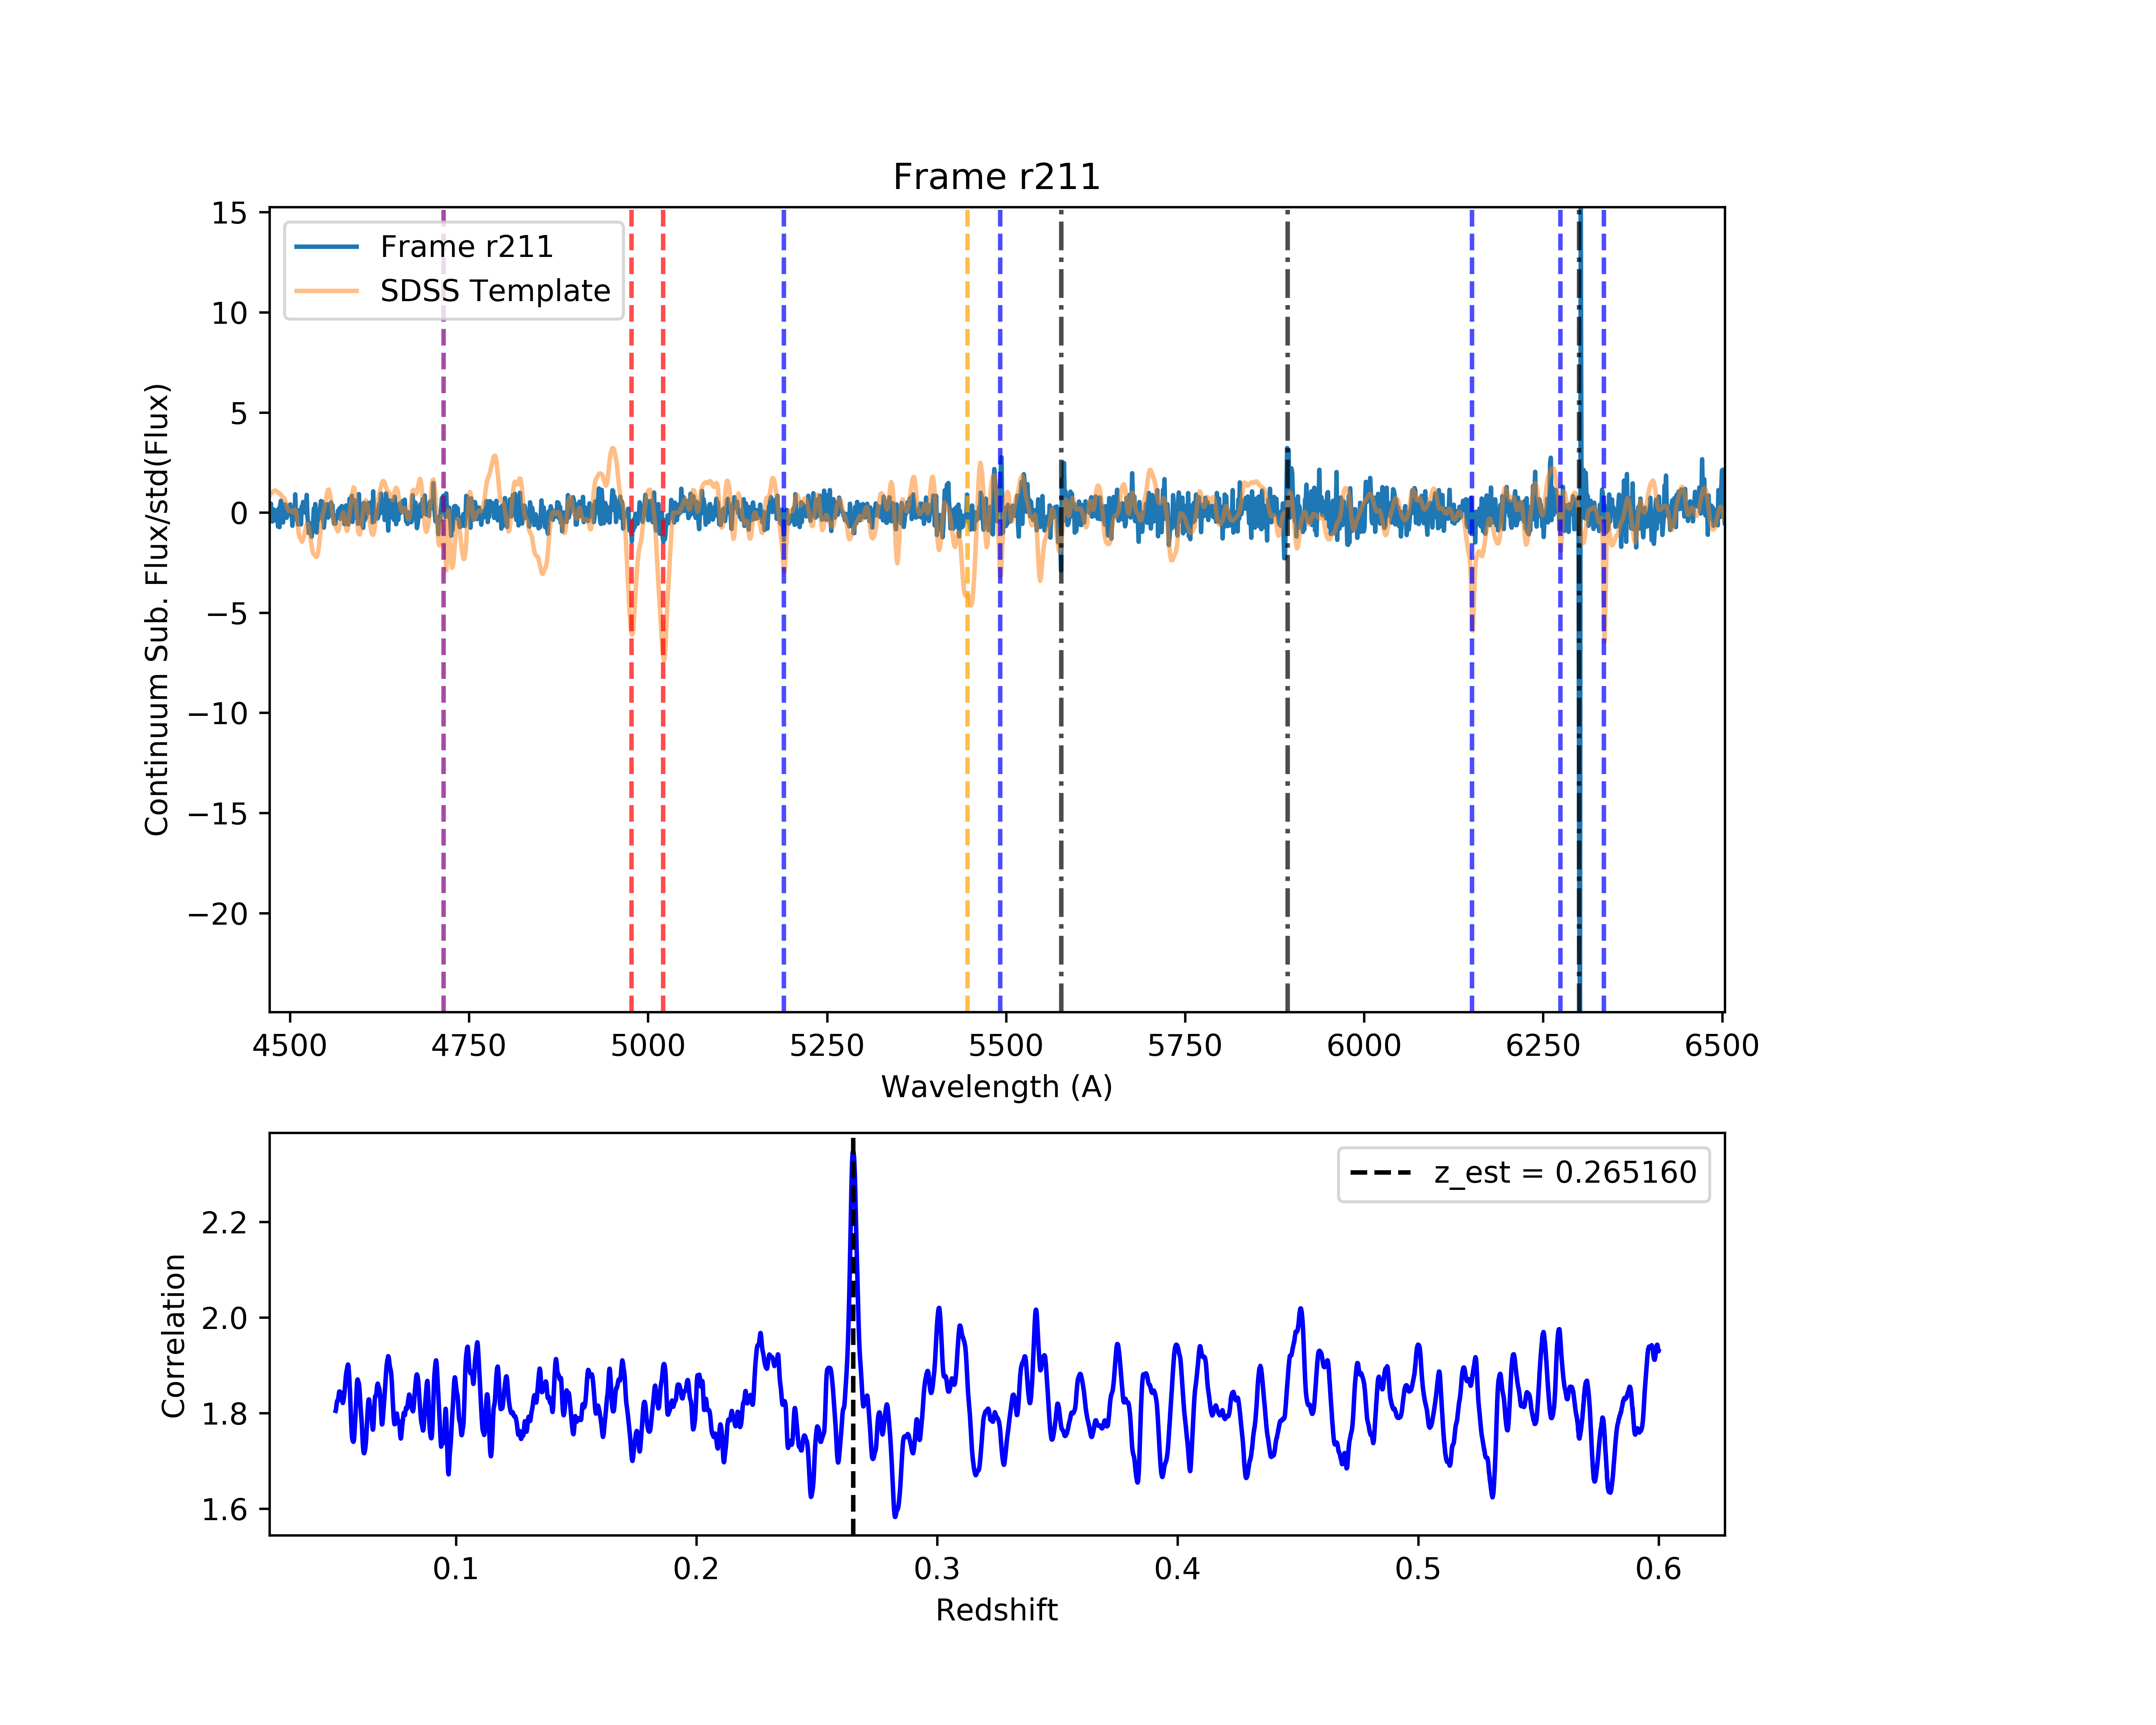 Frame r211
Frame r211
SDSS Template
Continuum Sub. Flux/std(Flux)
15
10
5
0
−5
−10
−15
−20
4500 4750 5000 5250 5500 5750 6000 6250 6500
Wavelength (A)
z_est = 0.265160
Correlation
2.2
2.0
1.8
1.6
0.1 0.2 0.3 0.4 0.5 0.6
Redshift